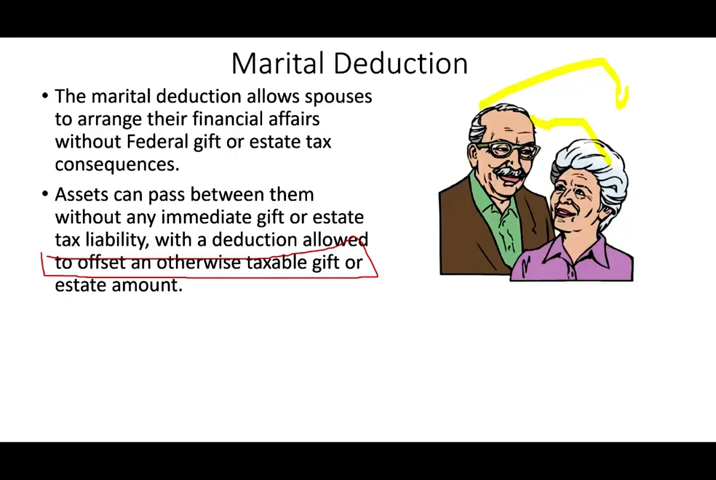 Marital Deduction
• The marital deduction allows spouses
to arrange their financial affairs
without Federal gift or estate tax
consequences.
• Assets can pass between them
without any immediate gift or estate
tax liability, with a deduction allowed
to offset an otherwise taxable gift or
estate amount.